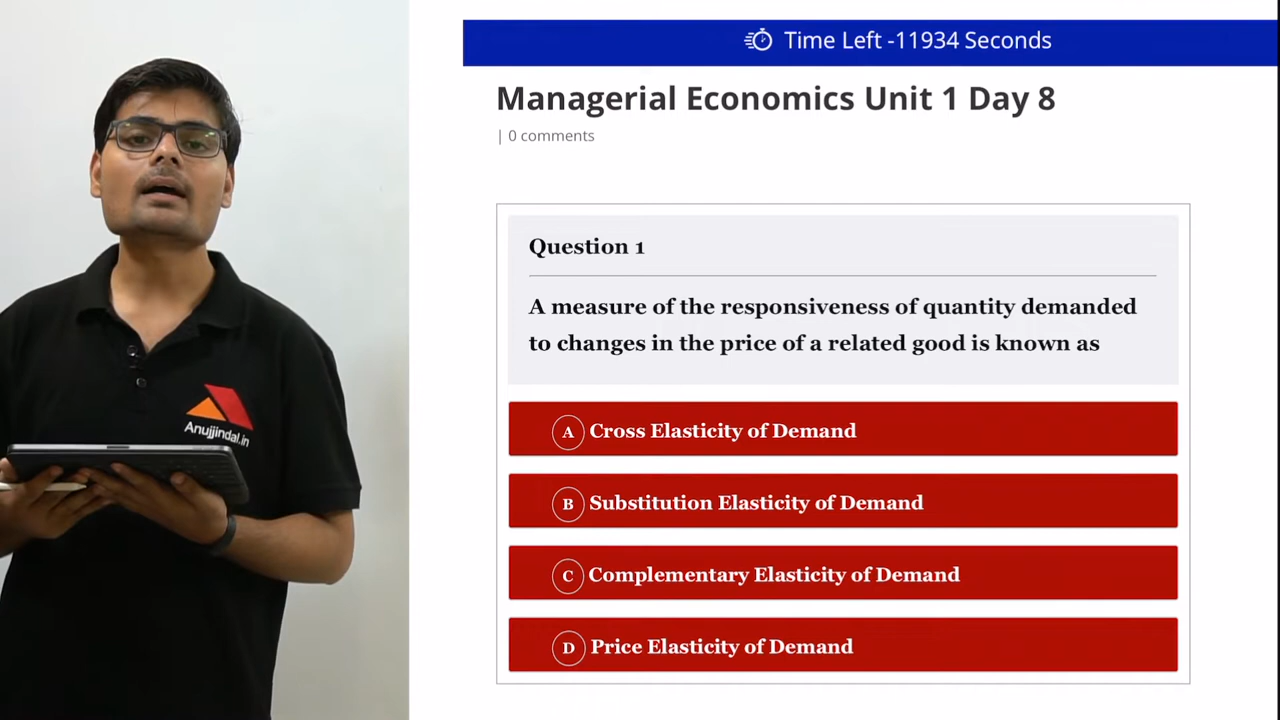 Time Left -11934 Seconds
Managerial Economics Unit 1 Day 8
| 0 comments
Question 1
A measure of the responsiveness of quantity demanded
to changes in the price of a related good is known as
A Cross Elasticity of Demand
B Substitution Elasticity of Demand
C Complementary Elasticity of Demand
D Price Elasticity of Demand
Anujjindal.in